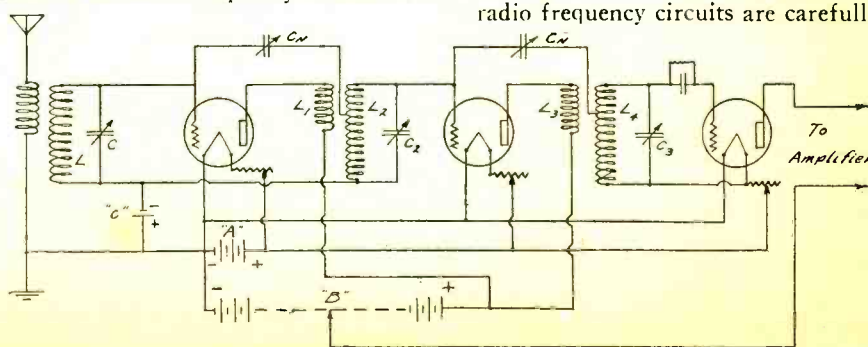 radio frequency circuits are carefull
CN
CN
L C L1 L2 C2 L3 L4 C3
To
Amplifier
"C" - +
"A"
- +
- "B" +